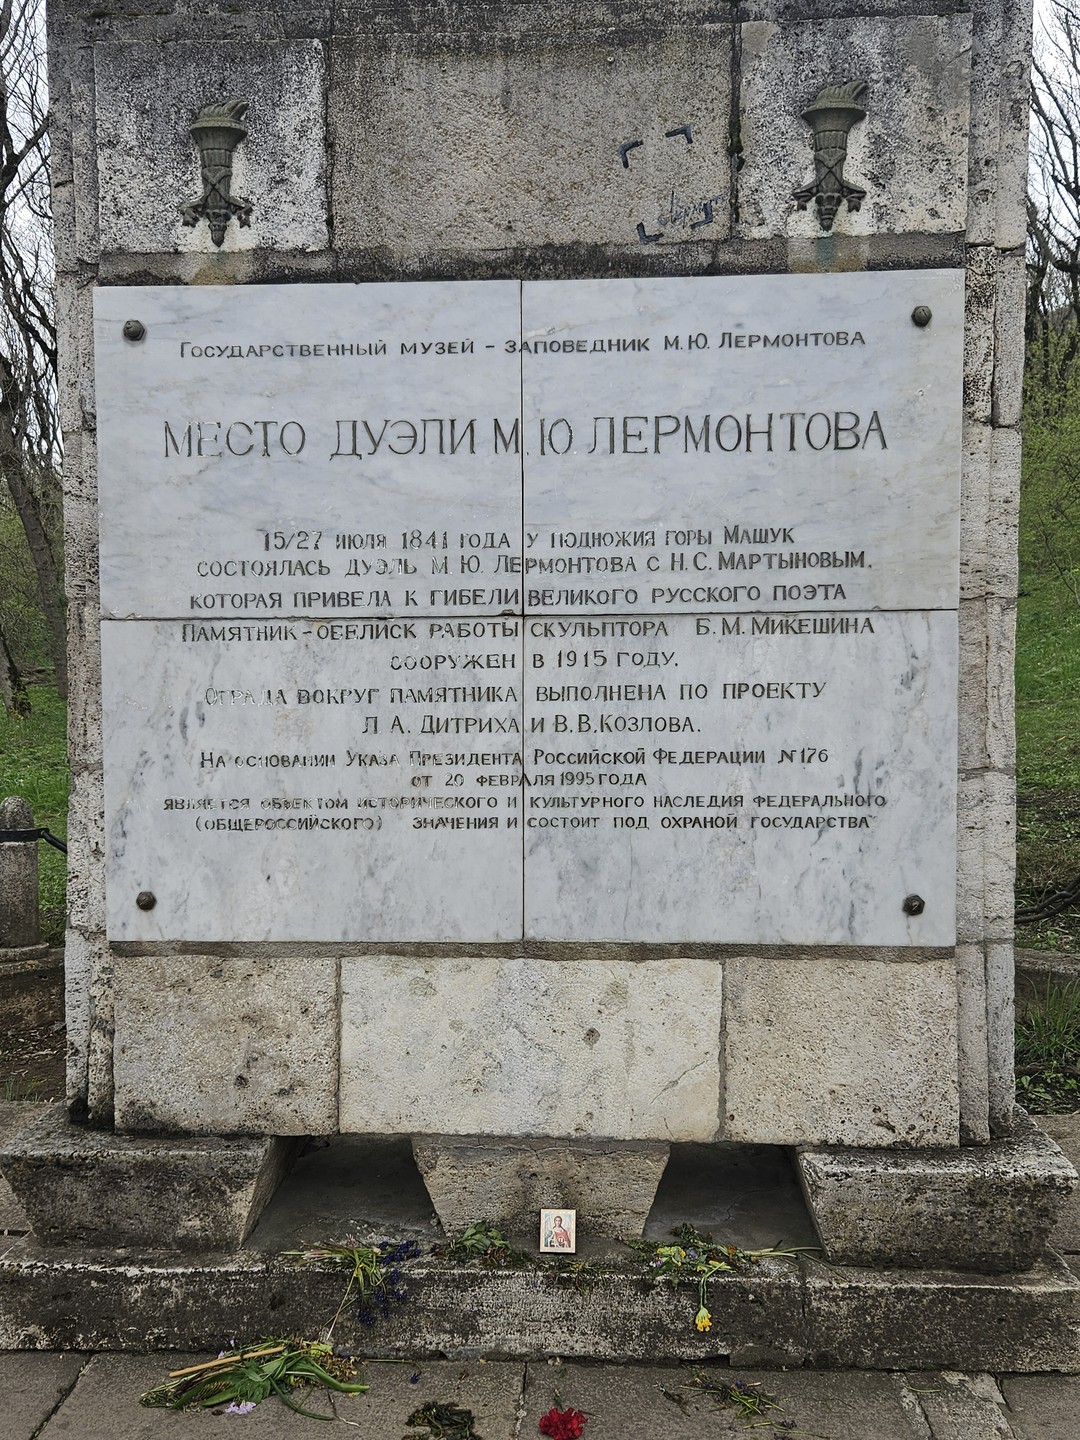 Государственный музей - заповедник М.Ю. Лермонтова
Место дуэли М.Ю. Лермонтова
15/27 июля 1841 года у подножия горы Машук
состоялась дуэль М. Ю. Лермонтова с Н. С. Мартыновым.
которая привела к гибели великого русского поэта
Памятник-обелиск работы скульптора Б. М. Микешина
сооружен в 1915 году.
Ограда вокруг памятника выполнена по проекту
Л А. Дитриха и В. В. Козлова.
На основании Указа Президента Российской Федерации №176
от 20 февраля 1995 года
является объектом исторического и культурного наследия федерального
(общероссийского) значения и состоит под охраной государства